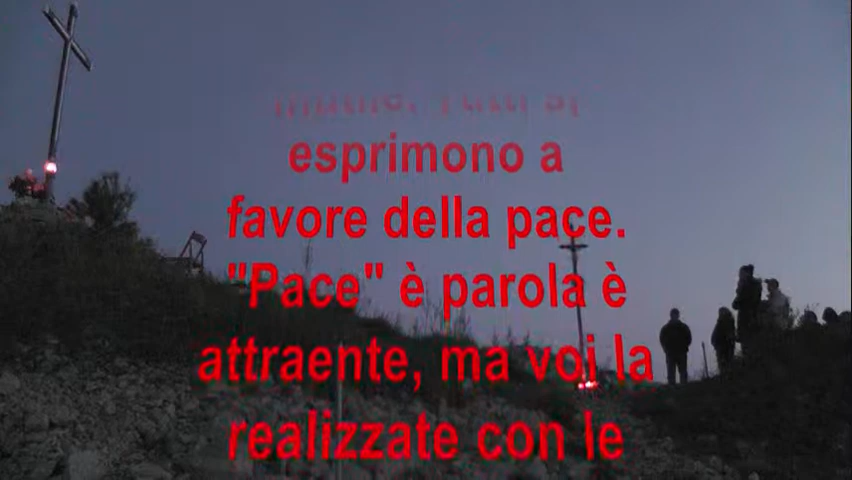 esprimono a
favore della pace.
"Pace" è parola è
attraente, ma voi la
realizzate con le